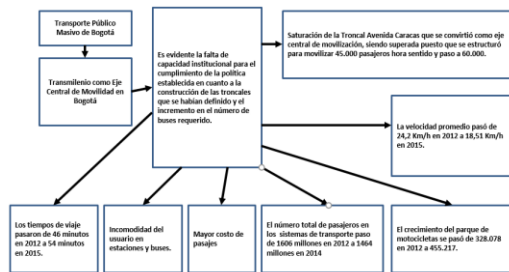 Transporte Público
Masivo de Bogotá
Transmilenio como Eje
Central de Movilidad en
Bogotá
Es evidente la falta de
capacidad institucional para el
cumplimiento de la política
establecida en cuanto a la
construcción de las troncales
que se habían definido y el
incremento en el número de
buses requerido.
Saturación de la Troncal Avenida Caracas que se convirtió como eje
central de movilización, siendo superada puesto que se estructuró
para movilizar 45.000 pasajeros hora sentido y paso a 60.000.
La velocidad promedio pasó de
24,2 Km/h en 2012 a 18,51 Km/h
en 2015.
Los tiempos de viaje
pasaron de 46 minutos
en 2012 a 54 minutos
en 2015.
Incomodidad del
usuario en
estaciones y buses.
Mayor costo de
pasajes
El número total de pasajeros en
los sistemas de transporte paso
de 1606 millones en 2012 a 1464
millones en 2014
El crecimiento del parque de
motocicletas se pasó de 328.078
en 2012 a 455.217.